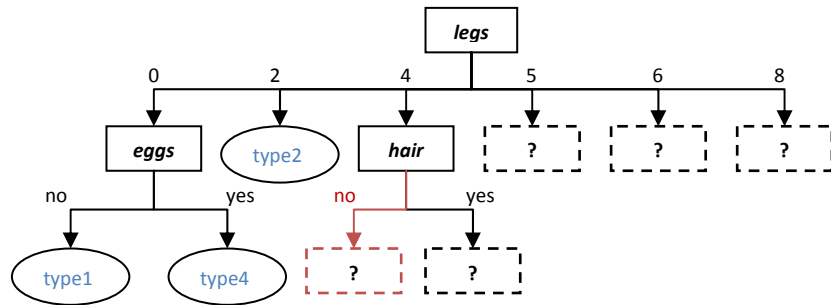 legs
0 2 4 5 6 8
eggs type2 hair ? ? ?
no yes no yes
type1 type4 ? ?